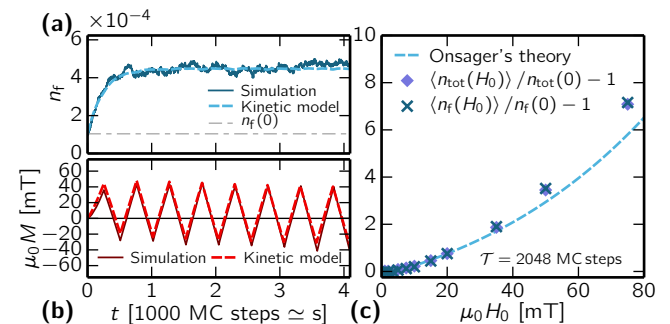 (a)
×10⁻⁴
6
4
2
0
n_f
Simulation
Kinetic model
n_f(0)
40
20
0
−20
−40
−60
μ₀M [mT]
Simulation
Kinetic model
0 1 2 3 4
(b)
t [1000 MC steps ≃ s]
(c)
10
8
6
4
2
0
Onsager's theory
⟨n_tot(H₀)⟩/n_tot(0) − 1
⟨n_f(H₀)⟩/n_f(0) − 1
𝒯 = 2048 MC steps
0 20 40 60 80
μ₀H₀ [mT]